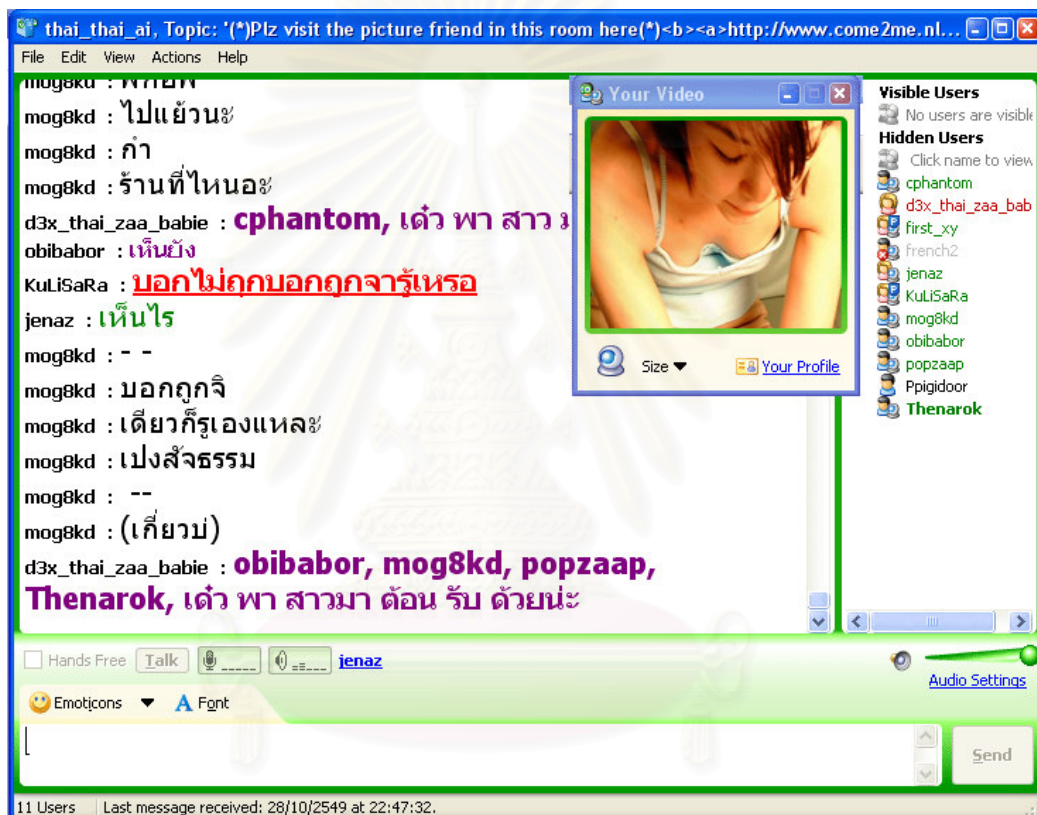 thai_thai_ai, Topic: '(*)Plz visit the picture friend in this room here(*)<b><a>http://www.come2me.nl...
File Edit View Actions Help
mog8kd :
mog8kd : ไปแย้วนะ
mog8kd : กำ
mog8kd : ร้านที่ไหนอะ
d3x_thai_zaa_babie : cphantom, เด๋ว พา สาว ม
obibabor : เห็นยัง
KuLiSaRa : บอกไม่ถูกบอกถูกจารู้เหรอ
jenaz : เห็นไร
mog8kd : - -
mog8kd : บอกถูกจิ
mog8kd : เดียวก็รูเองแหละ
mog8kd : เปงสัจธรรม
mog8kd : --
mog8kd : (เกี่ยวบ่)
d3x_thai_zaa_babie : obibabor, mog8kd, popzaap,
Thenarok, เด๋ว พา สาวมา ต้อน รับ ด้วยน่ะ
Your Video
Size
Your Profile
Visible Users
No users are visible
Hidden Users
Click name to view
cphantom
d3x_thai_zaa_bab
first_xy
french2
jenaz
KuLiSaRa
mog8kd
obibabor
popzaap
Ppigidoor
Thenarok
Hands Free Talk jenaz
Audio Settings
Emoticons A Font
Send
11 Users Last message received: 28/10/2549 at 22:47:32.